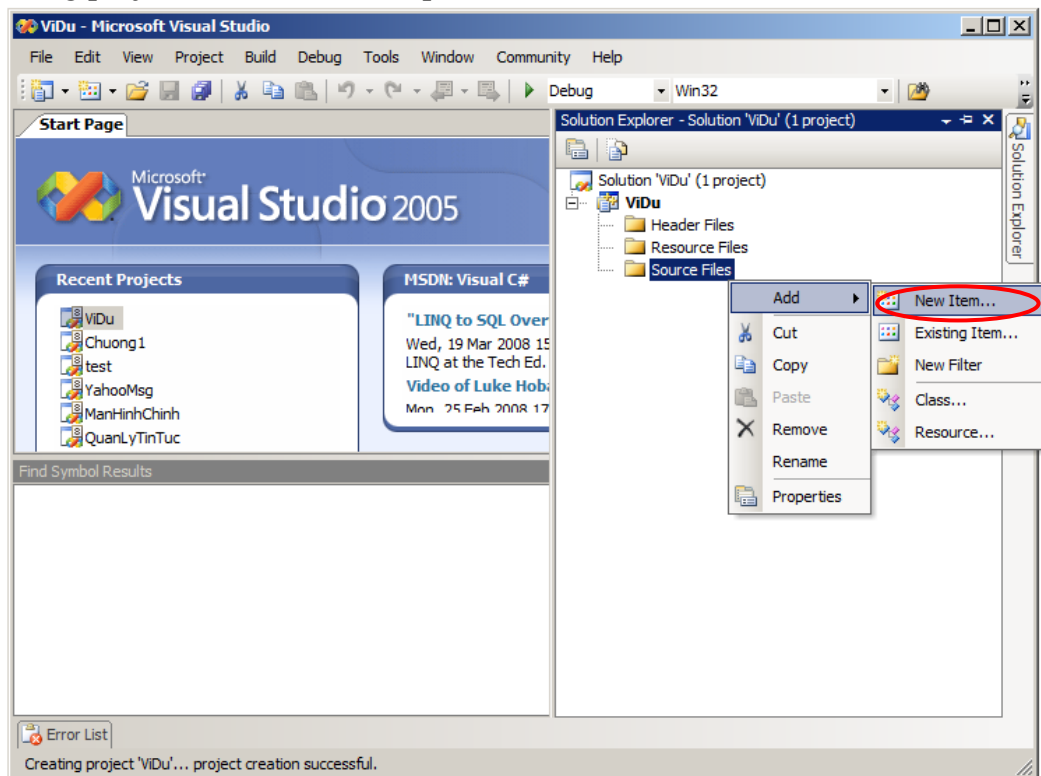 ViDu - Microsoft Visual Studio
File Edit View Project Build Debug Tools Window Community Help
Debug Win32
Start Page
Microsoft
Visual Studio 2005
Recent Projects
ViDu
Chuong1
test
YahooMsg
ManHinhChinh
QuanLyTinTuc
MSDN: Visual C#
"LINQ to SQL Over
Wed, 19 Mar 2008 15
LINQ at the Tech Ed.
Video of Luke Hoba
Mon, 25 Feb 2008 17
Find Symbol Results
Solution Explorer - Solution 'ViDu' (1 project)
Solution 'ViDu' (1 project)
ViDu
Header Files
Resource Files
Source Files
Add
Cut
Copy
Paste
Remove
Rename
Properties
New Item...
Existing Item...
New Filter
Class...
Resource...
Solution Explorer
Error List
Creating project 'ViDu'... project creation successful.